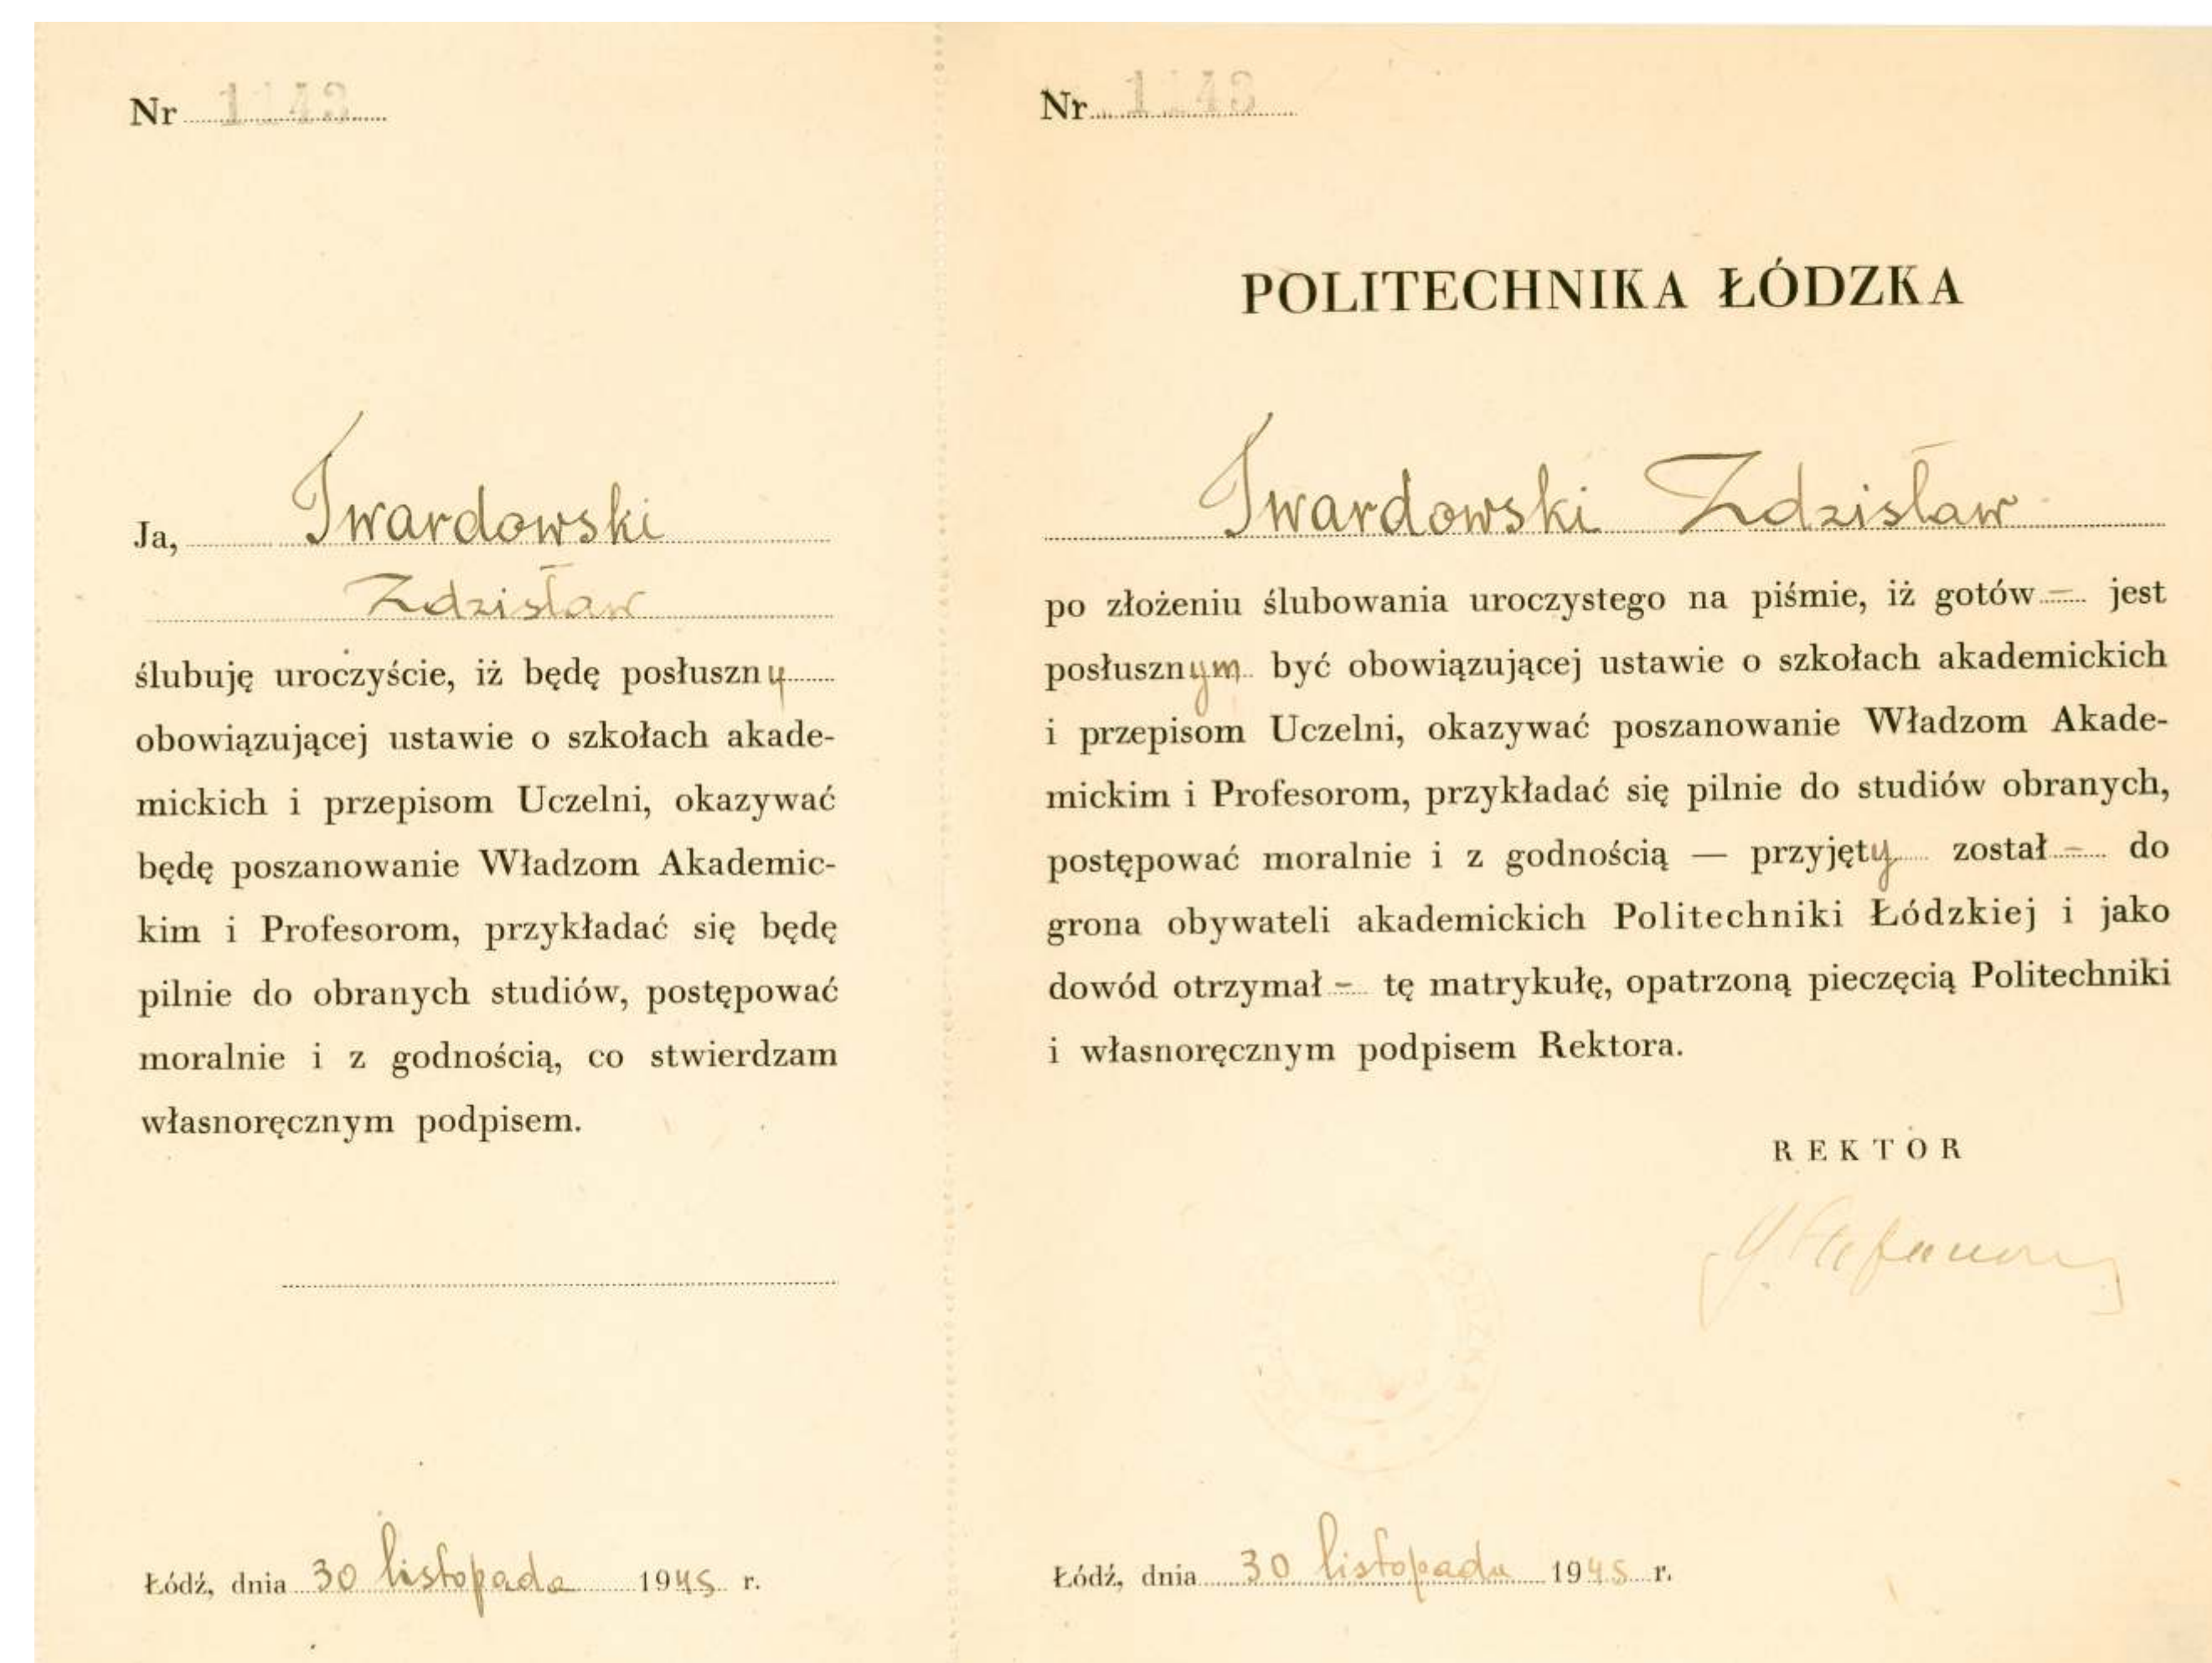 Nr 1143
Ja, Twardowski
Zdzisław
ślubuję uroczyście, iż będę posłuszny
obowiązującej ustawie o szkołach akade-
mickich i przepisom Uczelni, okazywać
będę poszanowanie Władzom Akademic-
kim i Profesorom, przykładać się będę
pilnie do obranych studiów, postępować
moralnie i z godnością, co stwierdzam
własnoręcznym podpisem.
Łódź, dnia 30 listopada 1945 r.
Nr 1143
POLITECHNIKA ŁÓDZKA
Twardowski Zdzisław
po złożeniu ślubowania uroczystego na piśmie, iż gotów – jest
posłusznym być obowiązującej ustawie o szkołach akademickich
i przepisom Uczelni, okazywać poszanowanie Władzom Akade-
mickim i Profesorom, przykładać się pilnie do studiów obranych,
postępować moralnie i z godnością — przyjęty został – do
grona obywateli akademickich Politechniki Łódzkiej i jako
dowód otrzymał – tę matrykułę, opatrzoną pieczęcią Politechniki
i własnoręcznym podpisem Rektora.
REKTOR
Łódź, dnia 30 listopada 1945 r.